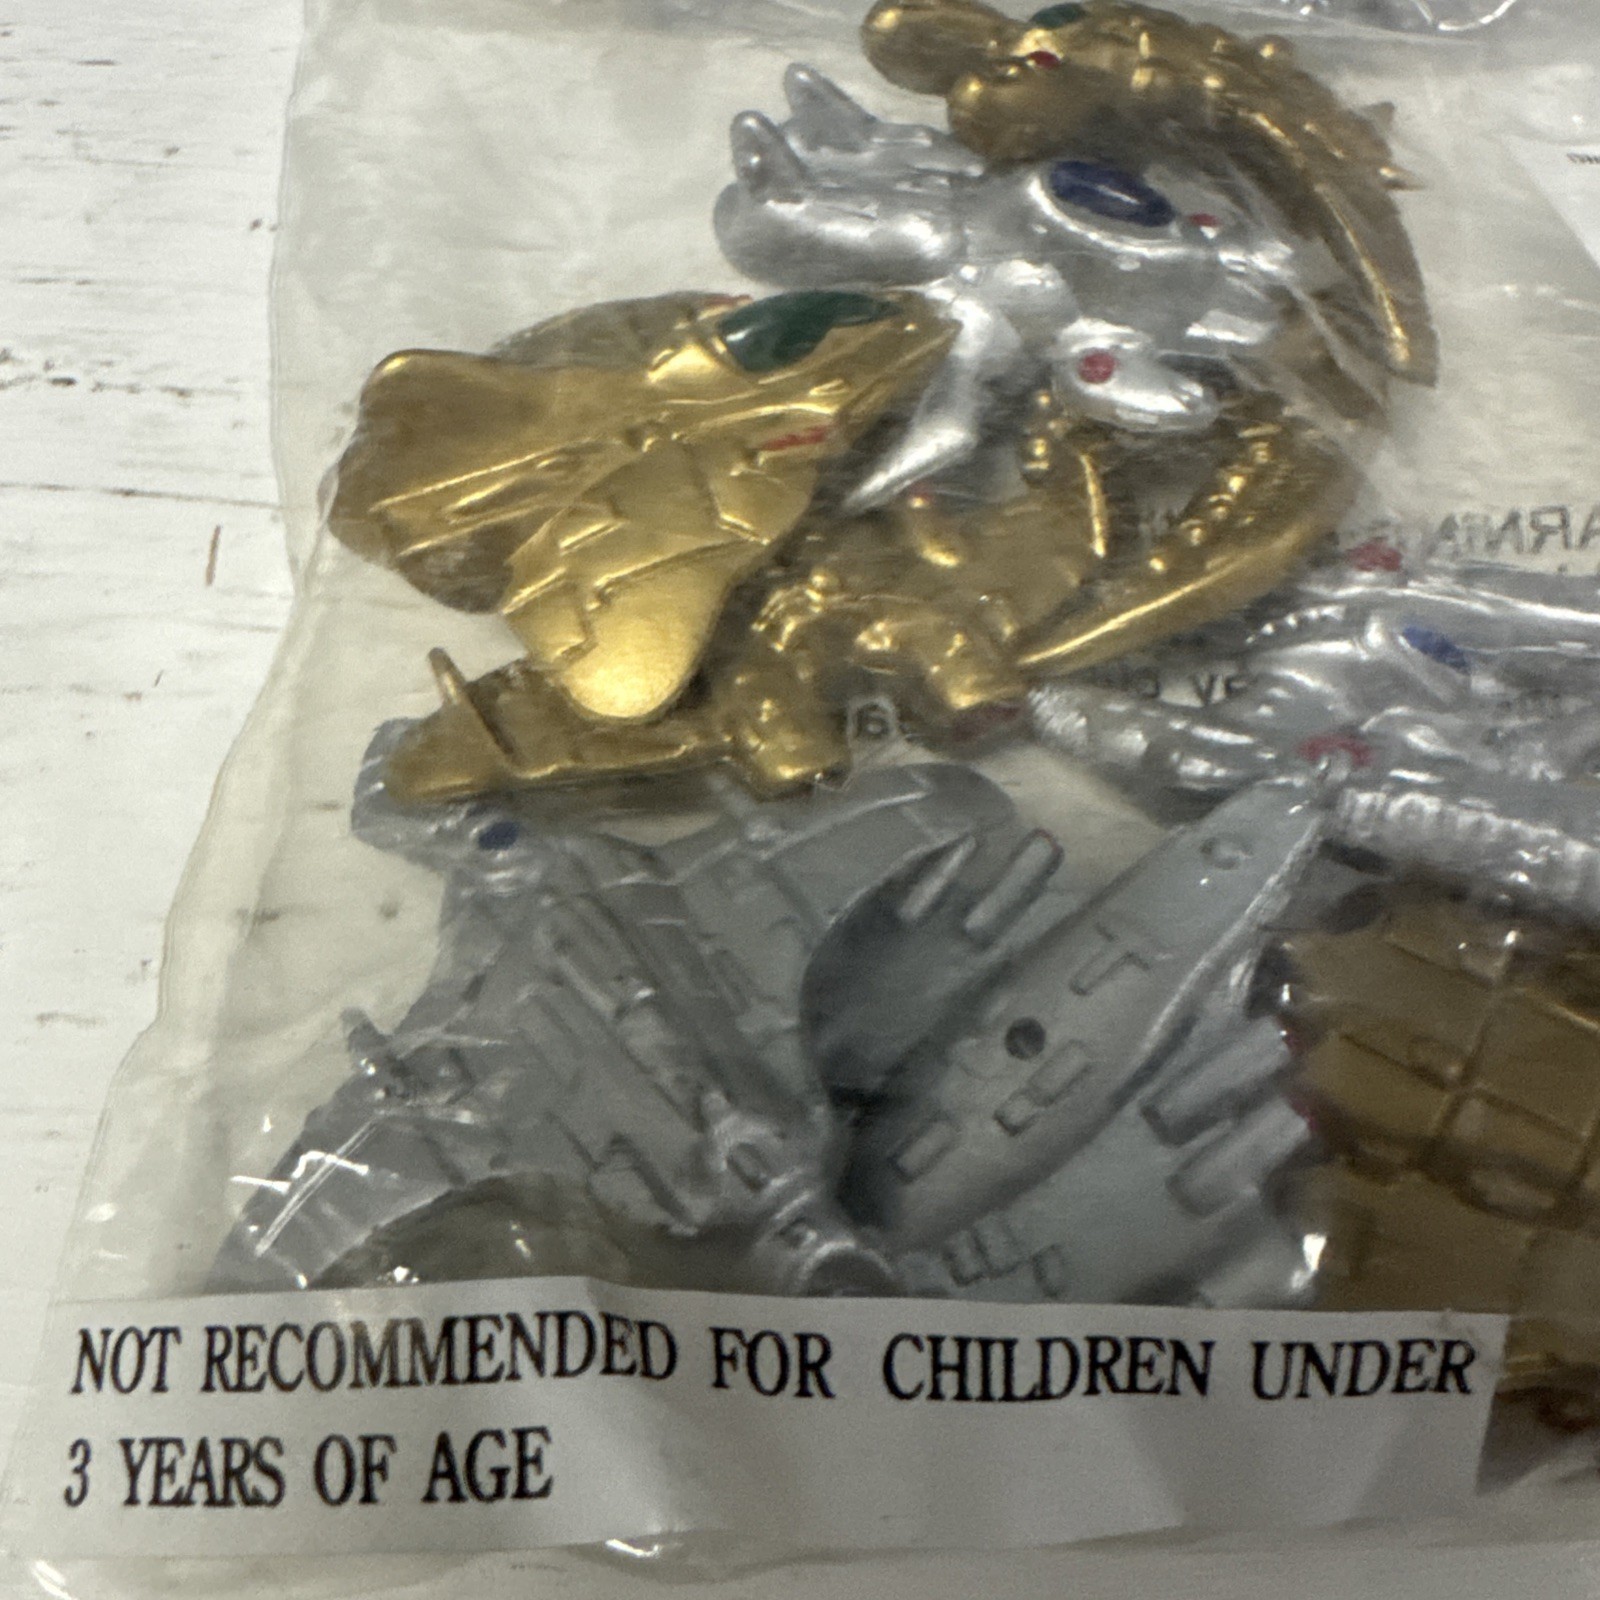 NOT RECOMMENDED FOR CHILDREN UNDER
3 YEARS OF AGE